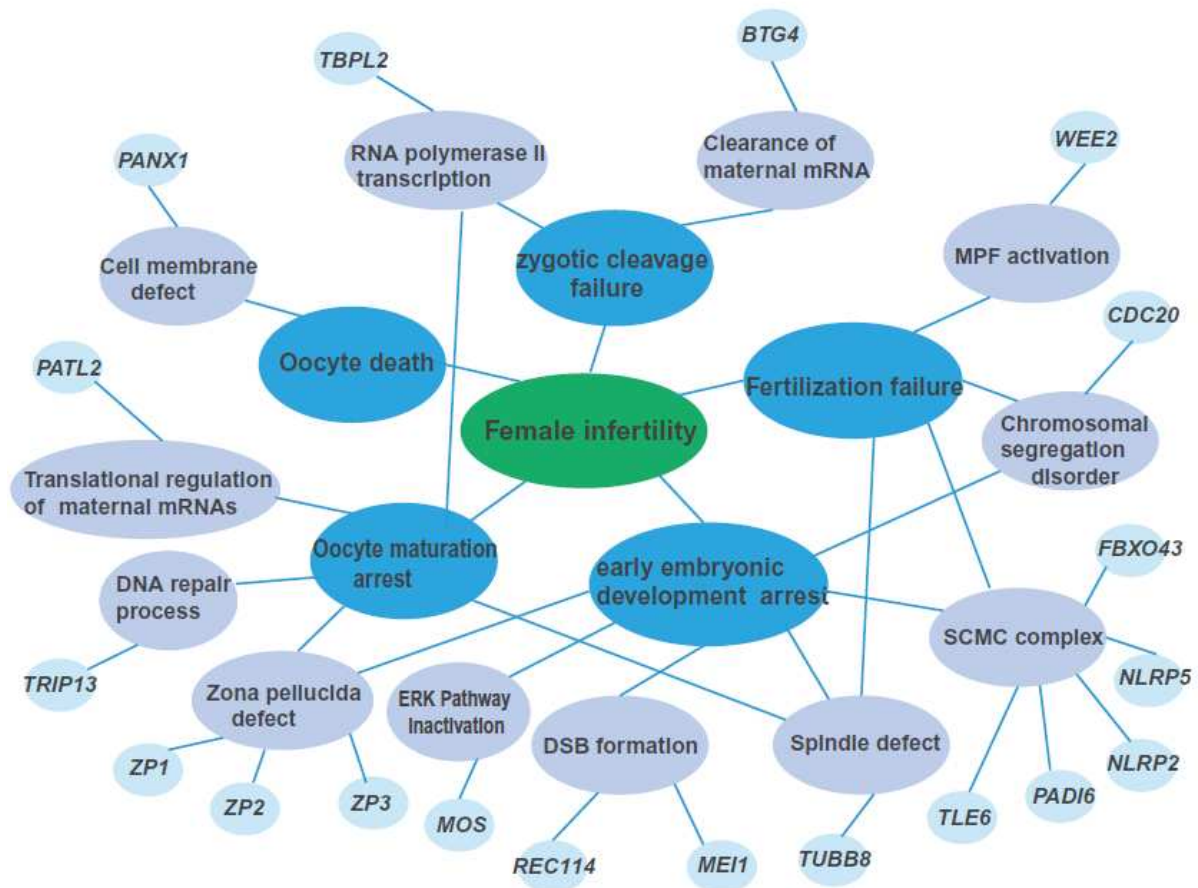 BTG4
TBPL2
PANX1
RNA polymerase II
transcription
Clearance of
maternal mRNA
WEE2
Cell membrane
defect
zygotic cleavage
failure
MPF activation
CDC20
PATL2
Oocyte death
Fertilization failure
Female infertility
Chromosomal
segregation
disorder
Translational regulation
of maternal mRNAs
Oocyte maturation
arrest
early embryonic
development arrest
FBXO43
DNA repair
process
SCMC complex
TRIP13
NLRP5
Zona pellucida
defect
ERK Pathway
Inactivation
DSB formation
Spindle defect
ZP1
ZP2
ZP3
MOS
REC114
MEI1
TUBB8
TLE6
PADI6
NLRP2